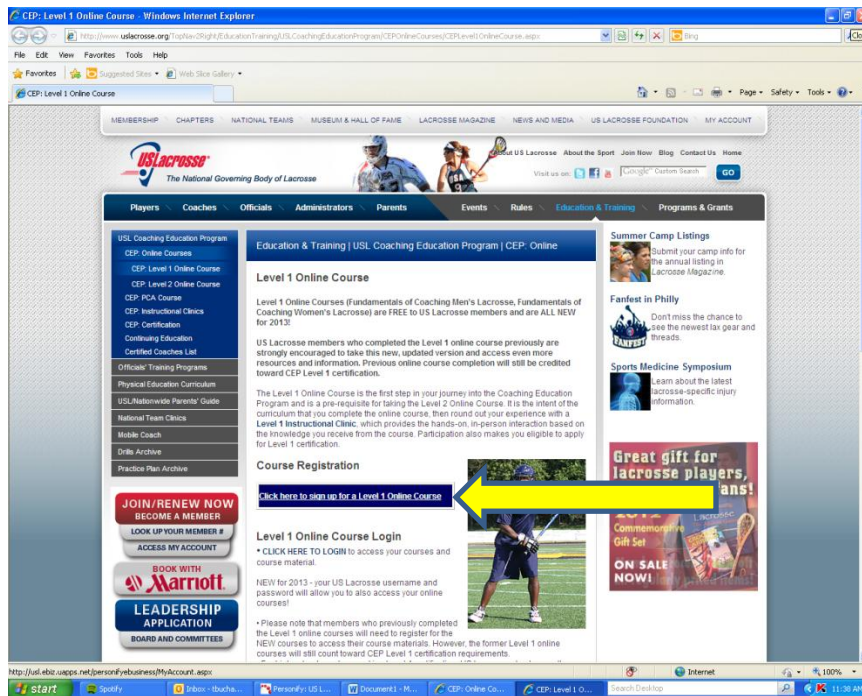 CEP: Level 1 Online Course - Windows Internet Explorer
http://www.uslacrosse.org/TopNav2Right/EducationTraining/USLCoachingEducationProgram/CEPOnlineCourses/CEPLevel1OnlineCourse.aspx
Bing
Clo
File Edit View Favorites Tools Help
Favorites Suggested Sites Web Slice Gallery
CEP: Level 1 Online Course
Page Safety Tools
MEMBERSHIP CHAPTERS NATIONAL TEAMS MUSEUM & HALL OF FAME LACROSSE MAGAZINE NEWS AND MEDIA US LACROSSE FOUNDATION MY ACCOUNT
USLacrosse
The National Governing Body of Lacrosse
About US Lacrosse About the Sport Join Now Blog Contact Us Home
Visit us on:
Google Custom Search
GO
Players Coaches Officials Administrators Parents Events Rules Education & Training Programs & Grants
USL Coaching Education Program
CEP: Online Courses
CEP: Level 1 Online Course
CEP: Level 2 Online Course
CEP: PCA Course
CEP: Instructional Clinics
CEP: Certification
Continuing Education
Certified Coaches List
Officials' Training Programs
Physical Education Curriculum
USL/Nationwide Parents' Guide
National Team Clinics
Mobile Coach
Drills Archive
Practice Plan Archive
JOIN/RENEW NOW
BECOME A MEMBER
LOOK UP YOUR MEMBER #
ACCESS MY ACCOUNT
BOOK WITH
Marriott
LEADERSHIP
APPLICATION
BOARD AND COMMITTEES
Education & Training | USL Coaching Education Program | CEP: Online
Level 1 Online Course
Level 1 Online Courses (Fundamentals of Coaching Men's Lacrosse, Fundamentals of
Coaching Women's Lacrosse) are FREE to US Lacrosse members and are ALL NEW
for 2013!
US Lacrosse members who completed the Level 1 online course previously are
strongly encouraged to take this new, updated version and access even more
resources and information. Previous online course completion will still be credited
toward CEP Level 1 certification.
The Level 1 Online Course is the first step in your journey into the Coaching Education
Program and is a pre-requisite for taking the Level 2 Online Course. It is the intent of the
curriculum that you complete the online course, then round out your experience with a
Level 1 Instructional Clinic, which provides the hands-on, in-person interaction based on
the knowledge you receive from the course. Participation also makes you eligible to apply
for Level 1 certification.
Course Registration
Click here to sign up for a Level 1 Online Course
Level 1 Online Course Login
• CLICK HERE TO LOGIN to access your courses and
course material.
NEW for 2013 - your US Lacrosse username and
password will allow you to also access your online
courses!
• Please note that members who previously completed
the Level 1 online courses will need to register for the
NEW courses to access their course materials. However, the former Level 1 online
courses will still count toward CEP Level 1 certification requirements.
Summer Camp Listings
Submit your camp info for
the annual listing in
Lacrosse Magazine.
Fanfest in Philly
Don't miss the chance to
see the newest lax gear and
threads.
FANFEST
Sports Medicine Symposium
Learn about the latest
lacrosse-specific injury
information.
Great gift for
lacrosse players,
ans!
Commemorative
Gift Set
Lacrosse
ON SALE
NOW!
http://usl.ebiz.uapps.net/personifyebusiness/MyAccount.aspx
Internet
100%
start
Spotify
Inbox - tbucha...
Personify: US L...
Document1 - M...
CEP: Online Co...
CEP: Level 1 O...
Search Desktop
11:38 AM